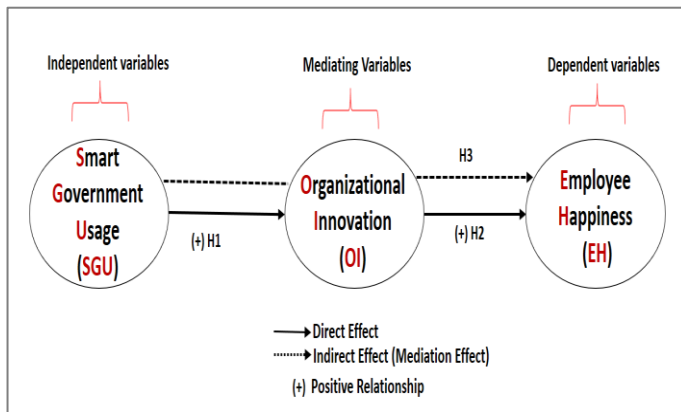 Independent variables
Mediating Variables
Dependent variables
Smart
Government
Usage
(SGU)
(+) H1
Organizational
Innovation
(OI)
H3
(+) H2
Employee
Happiness
(EH)
Direct Effect
Indirect Effect (Mediation Effect)
(+) Positive Relationship